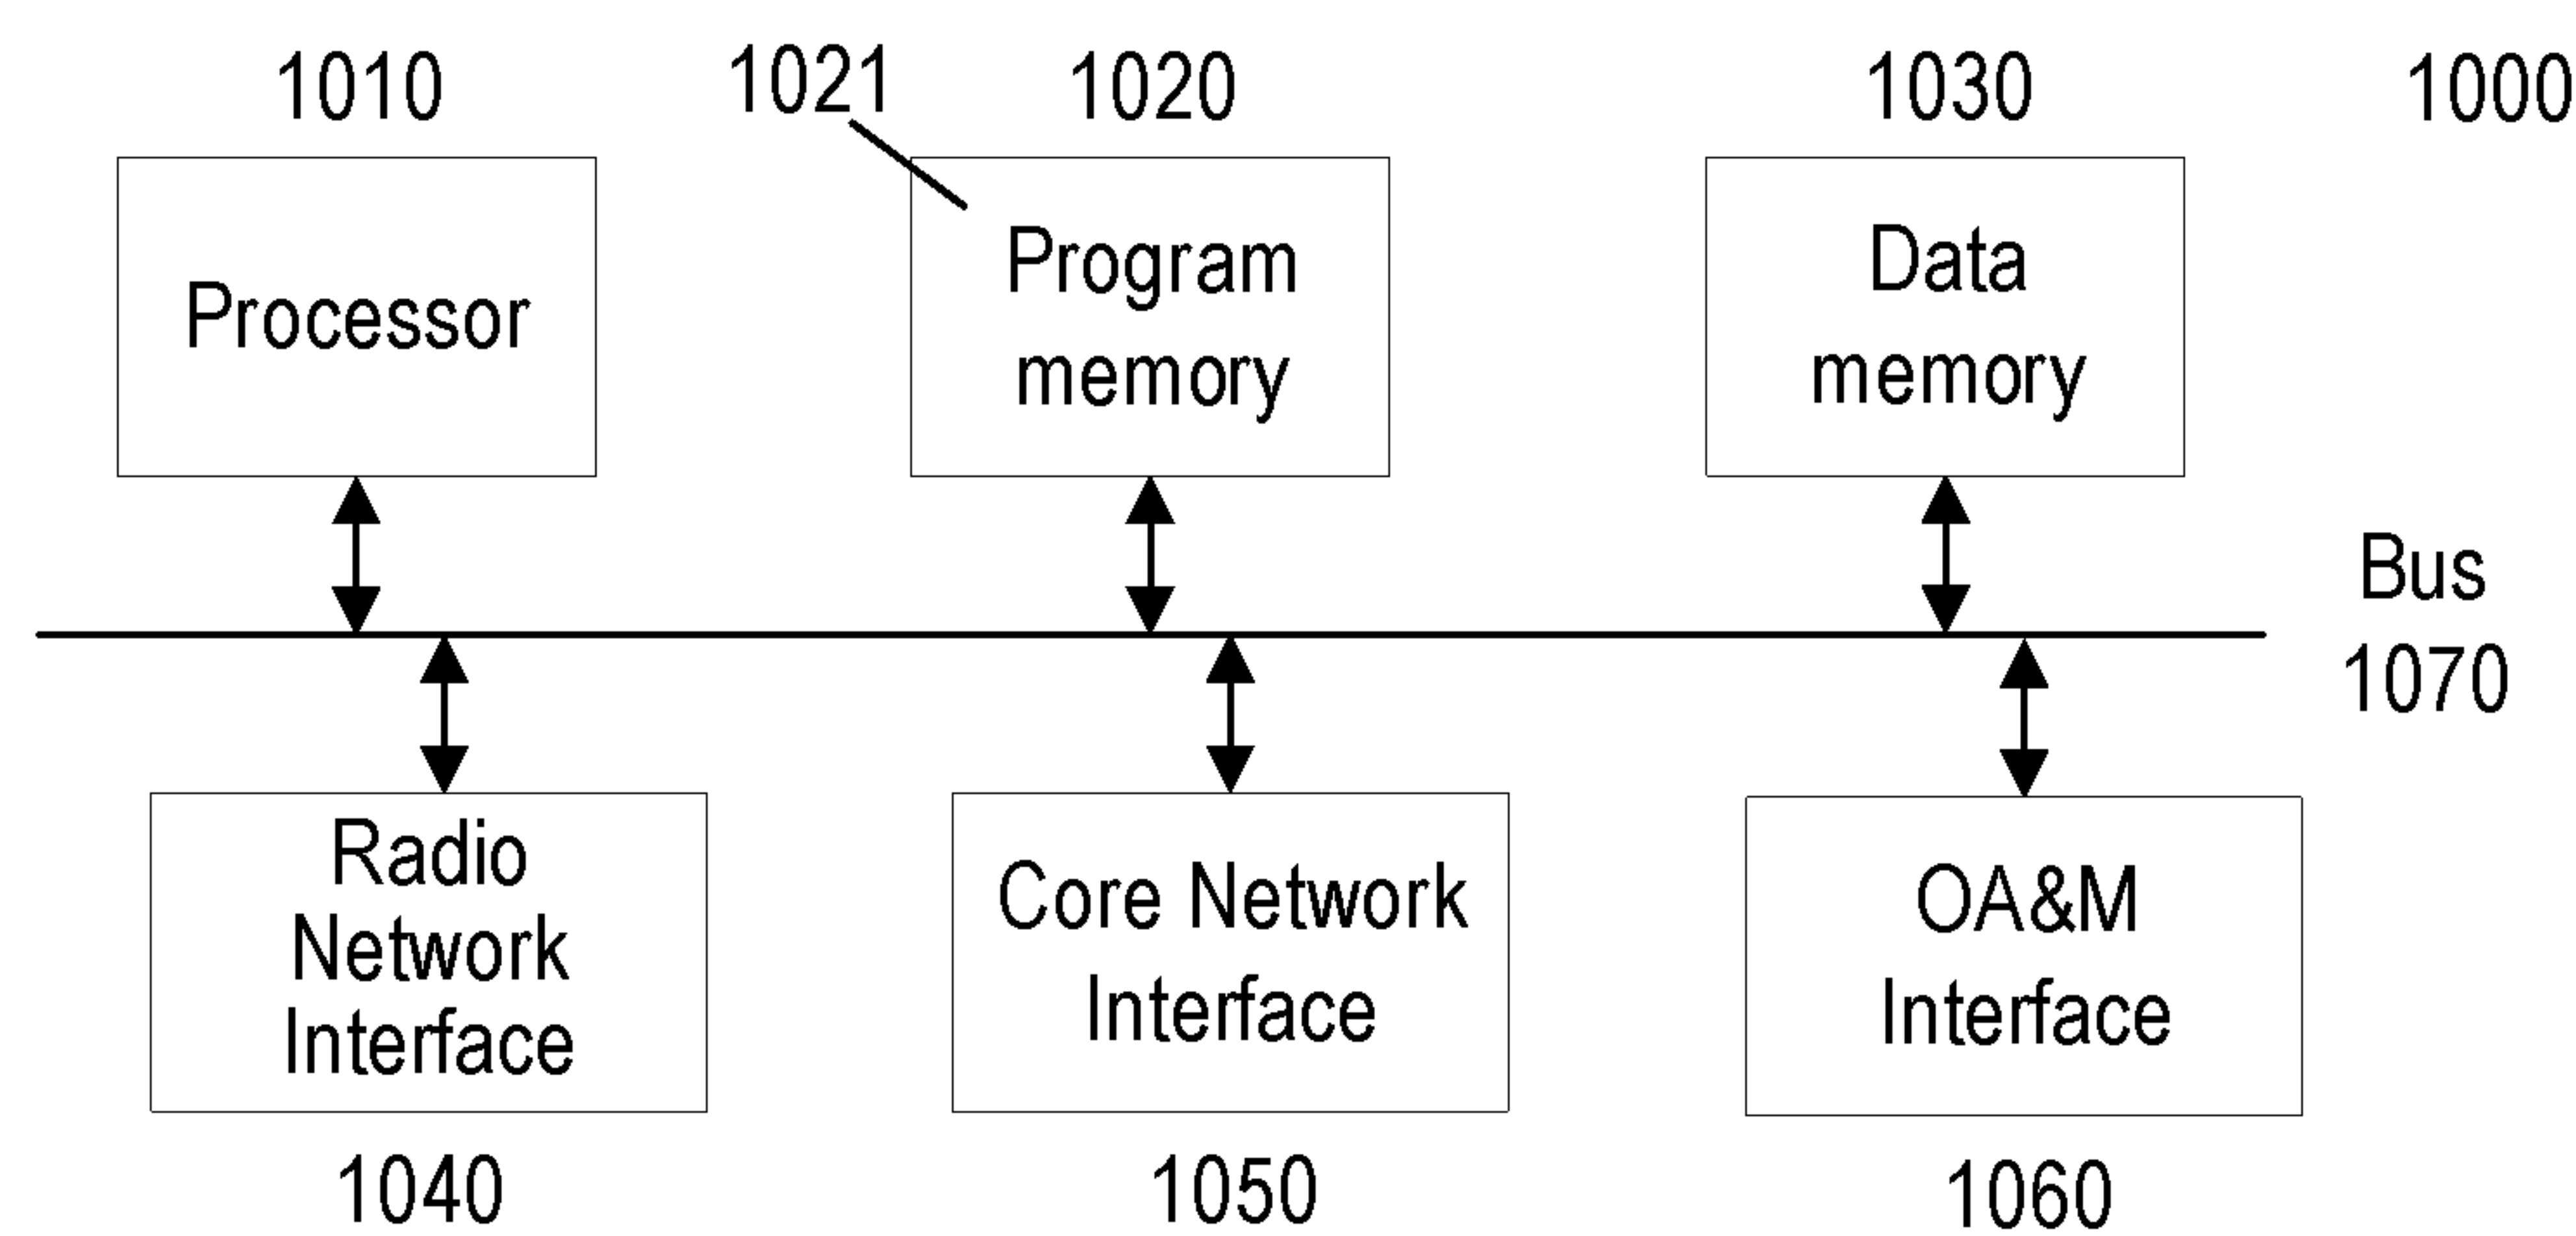 1010
1021
1020
1030
1000
Processor
Program
memory
Data
memory
Bus
1070
Radio
Network
Interface
Core Network
Interface
OA&M
Interface
1040
1050
1060